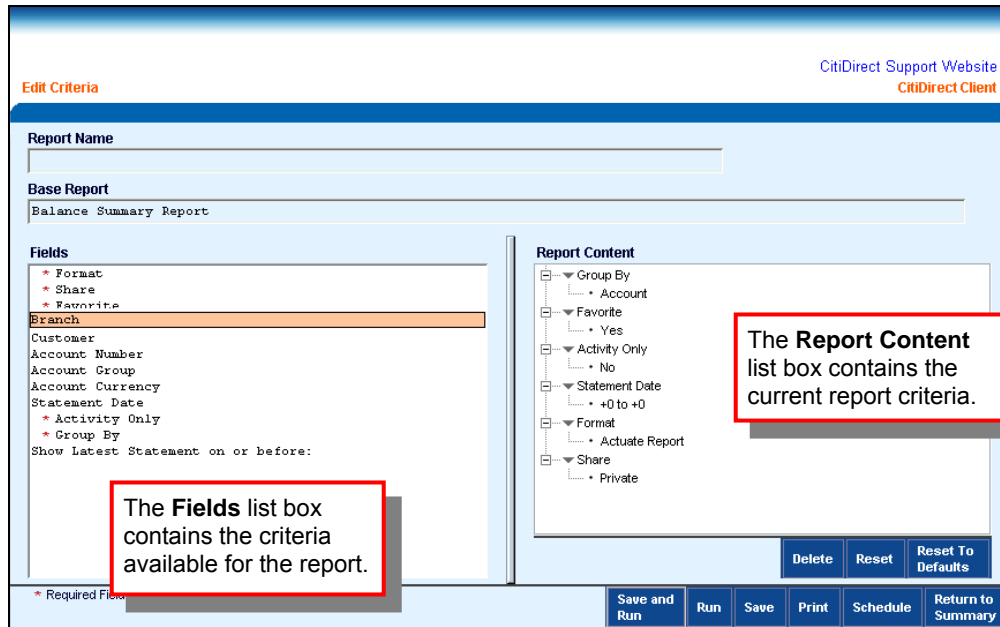 CitiDirect Support Website
Edit Criteria
CitiDirect Client
Report Name
Base Report
Balance Summary Report
Fields
* Format
* Share
* Favorite
Branch
Customer
Account Number
Account Group
Account Currency
Statement Date
* Activity Only
* Group By
Show Latest Statement on or before:
The Fields list box
contains the criteria
available for the report.
* Required
Report Content
Group By
• Account
Favorite
• Yes
Activity Only
• No
Statement Date
• +0 to +0
Format
• Actuate Report
Share
• Private
The Report Content
list box contains the
current report criteria.
Delete
Reset
Reset To
Defaults
Save and
Run
Run
Save
Print
Schedule
Return to
Summary